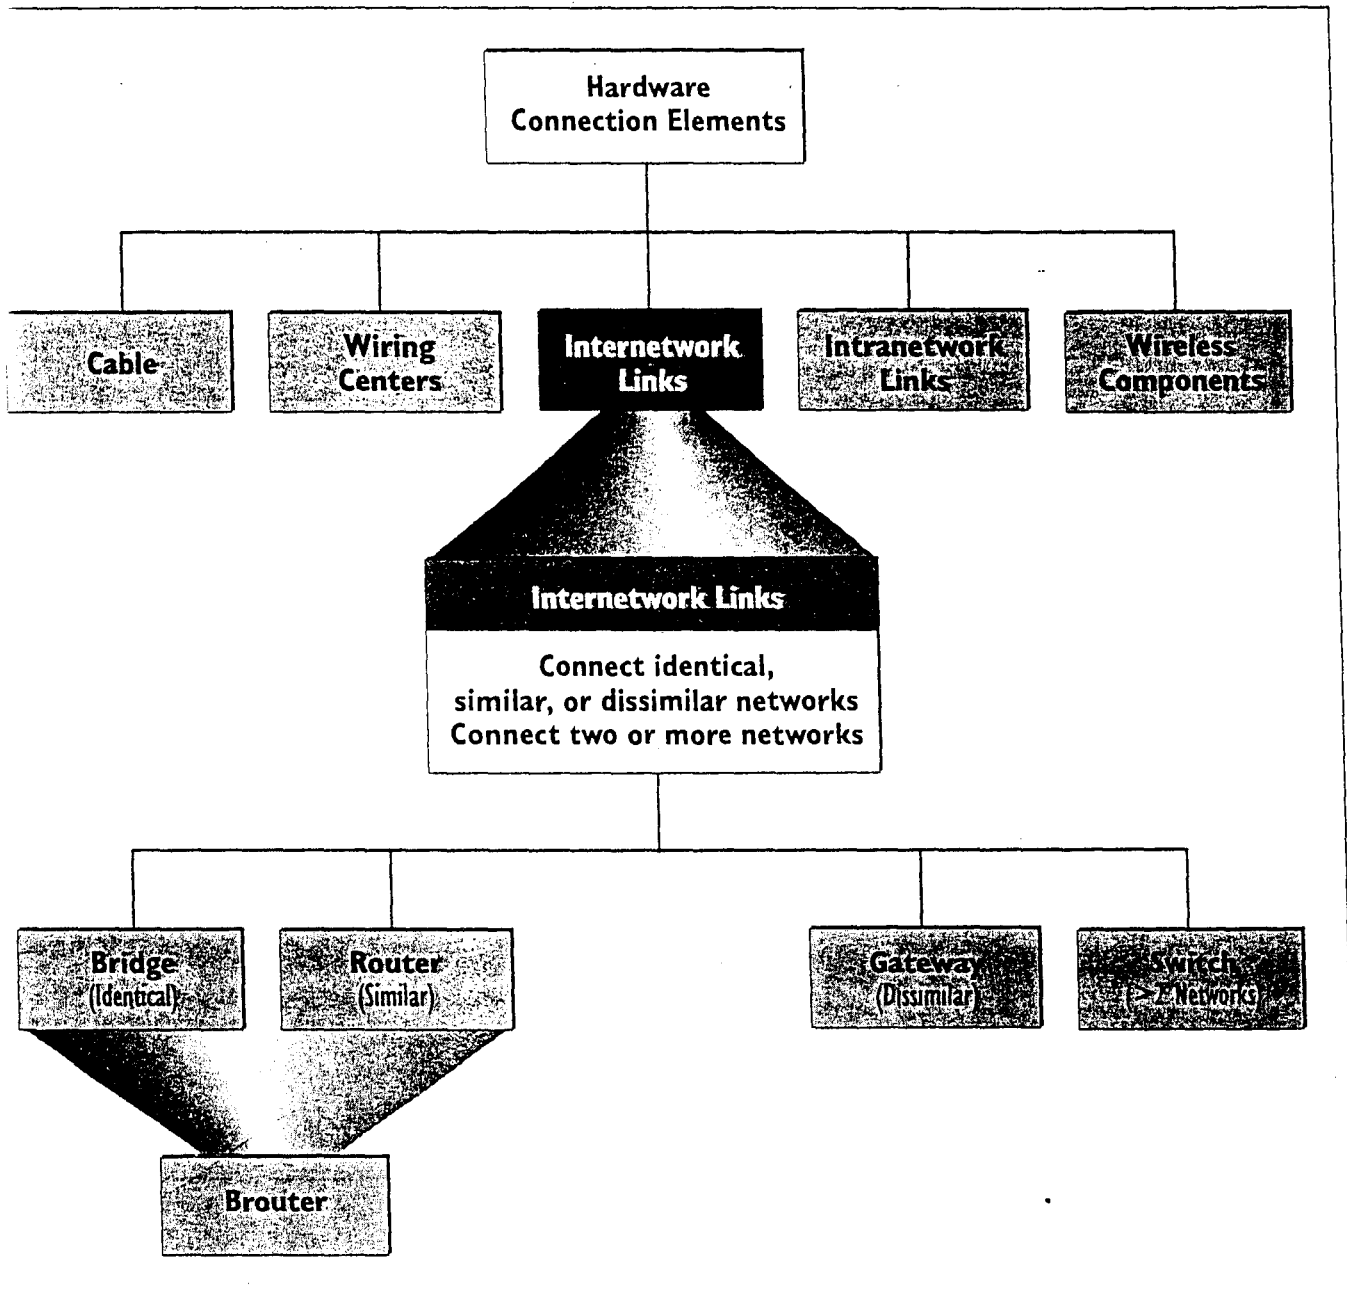 Hardware
Connection Elements
Cable
Wiring
Centers
Internetwork
Links
Intranetwork
Links
Wireless
Components
Internetwork Links
Connect identical,
similar, or dissimilar networks
Connect two or more networks
Bridge
(Identical)
Router
(Similar)
Gateway
(Dissimilar)
Switch
(>2 Networks)
Brouter